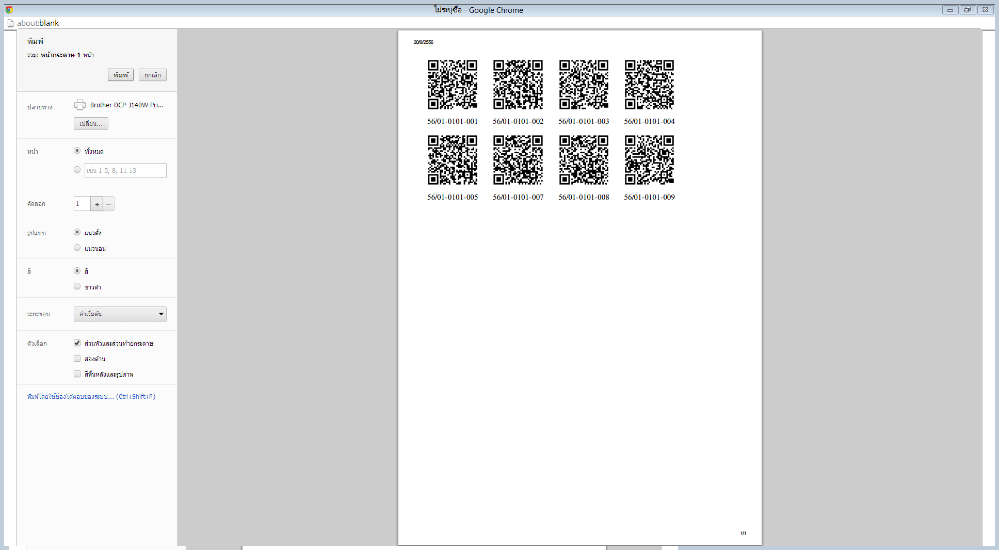 ไม่ระบุชื่อ - Google Chrome
about:blank
พิมพ์
รวม: หน้ากระดาษ 1 หน้า
พิมพ์ ยกเลิก
ปลายทาง Brother DCP-J140W Pri...
เปลี่ยน...
หน้า ทั้งหมด
เช่น 1-5, 8, 11-13
คัดลอก 1 + –
รูปแบบ แนวตั้ง
แนวนอน
สี สี
ขาวดำ
ระยะขอบ ค่าเริ่มต้น
ตัวเลือก ส่วนหัวและส่วนท้ายกระดาษ
สองด้าน
สีพื้นหลังและรูปภาพ
พิมพ์โดยใช้ช่องโต้ตอบของระบบ... (Ctrl+Shift+P)
20/9/2556
56/01-0101-001 56/01-0101-002 56/01-0101-003 56/01-0101-004
56/01-0101-005 56/01-0101-007 56/01-0101-008 56/01-0101-009
1/1